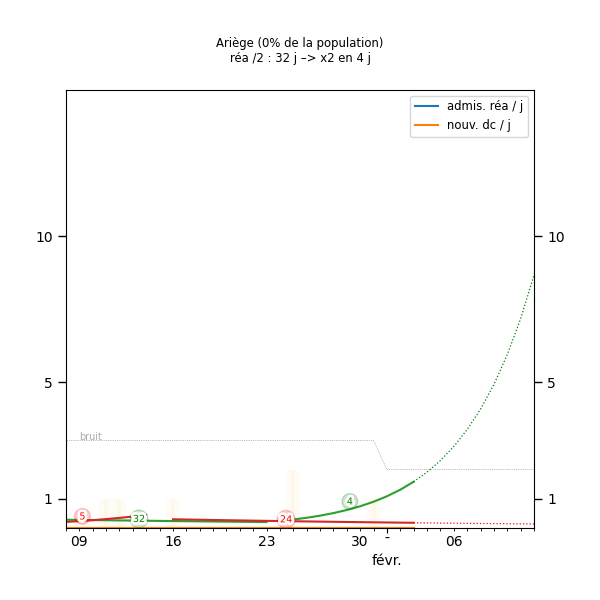 Ariège (0% de la population)
réa /2 : 32 j –> x2 en 4 j
admis. réa / j
nouv. dc / j
10
10
5
5
bruit
1
1
5
32
24
4
09
16
23
30
06
févr.